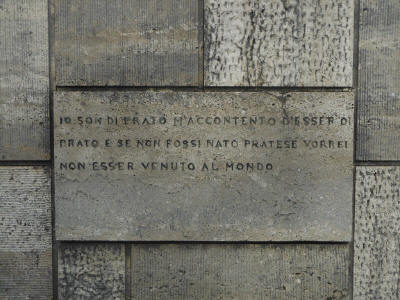 IO SON DI PRATO M'ACCONTENTO D'ESSER DI
PRATO E SE NON FOSSI NATO PRATESE VORREI
NON ESSER VENUTO AL MONDO